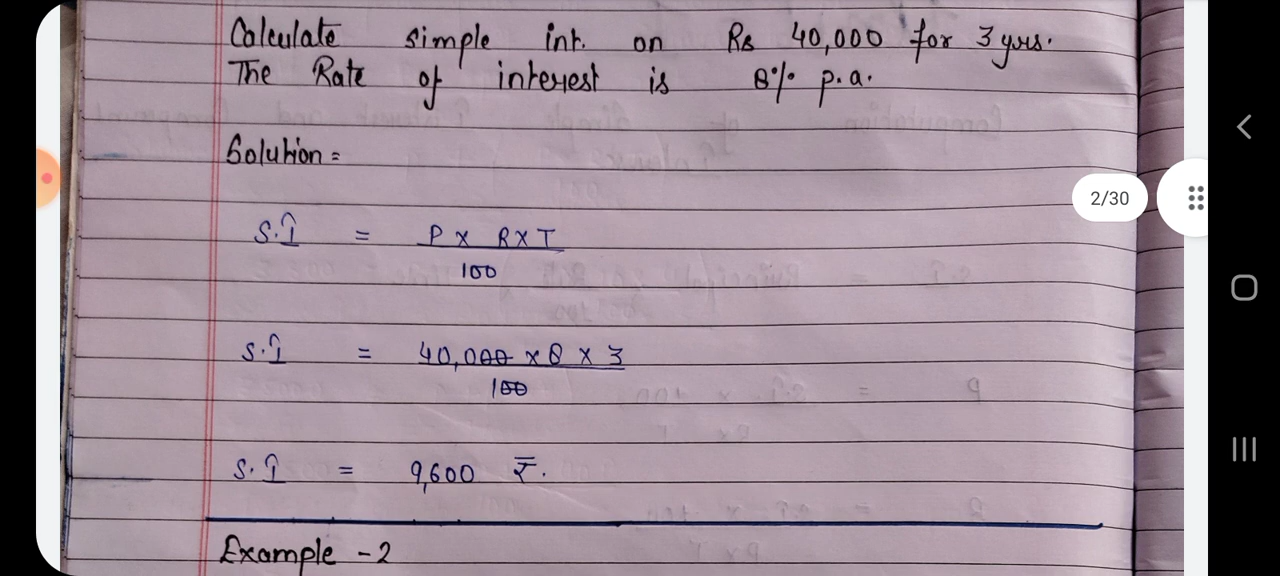 Calculate simple int. on Rs 40,000 for 3 yrs.
The Rate of interest is 8% p.a.
Solution =
2/30
S.I = P x R x T
100
S.I = 40,000 x 8 x 3
100
S.I = 9,600 ₹.
Example - 2